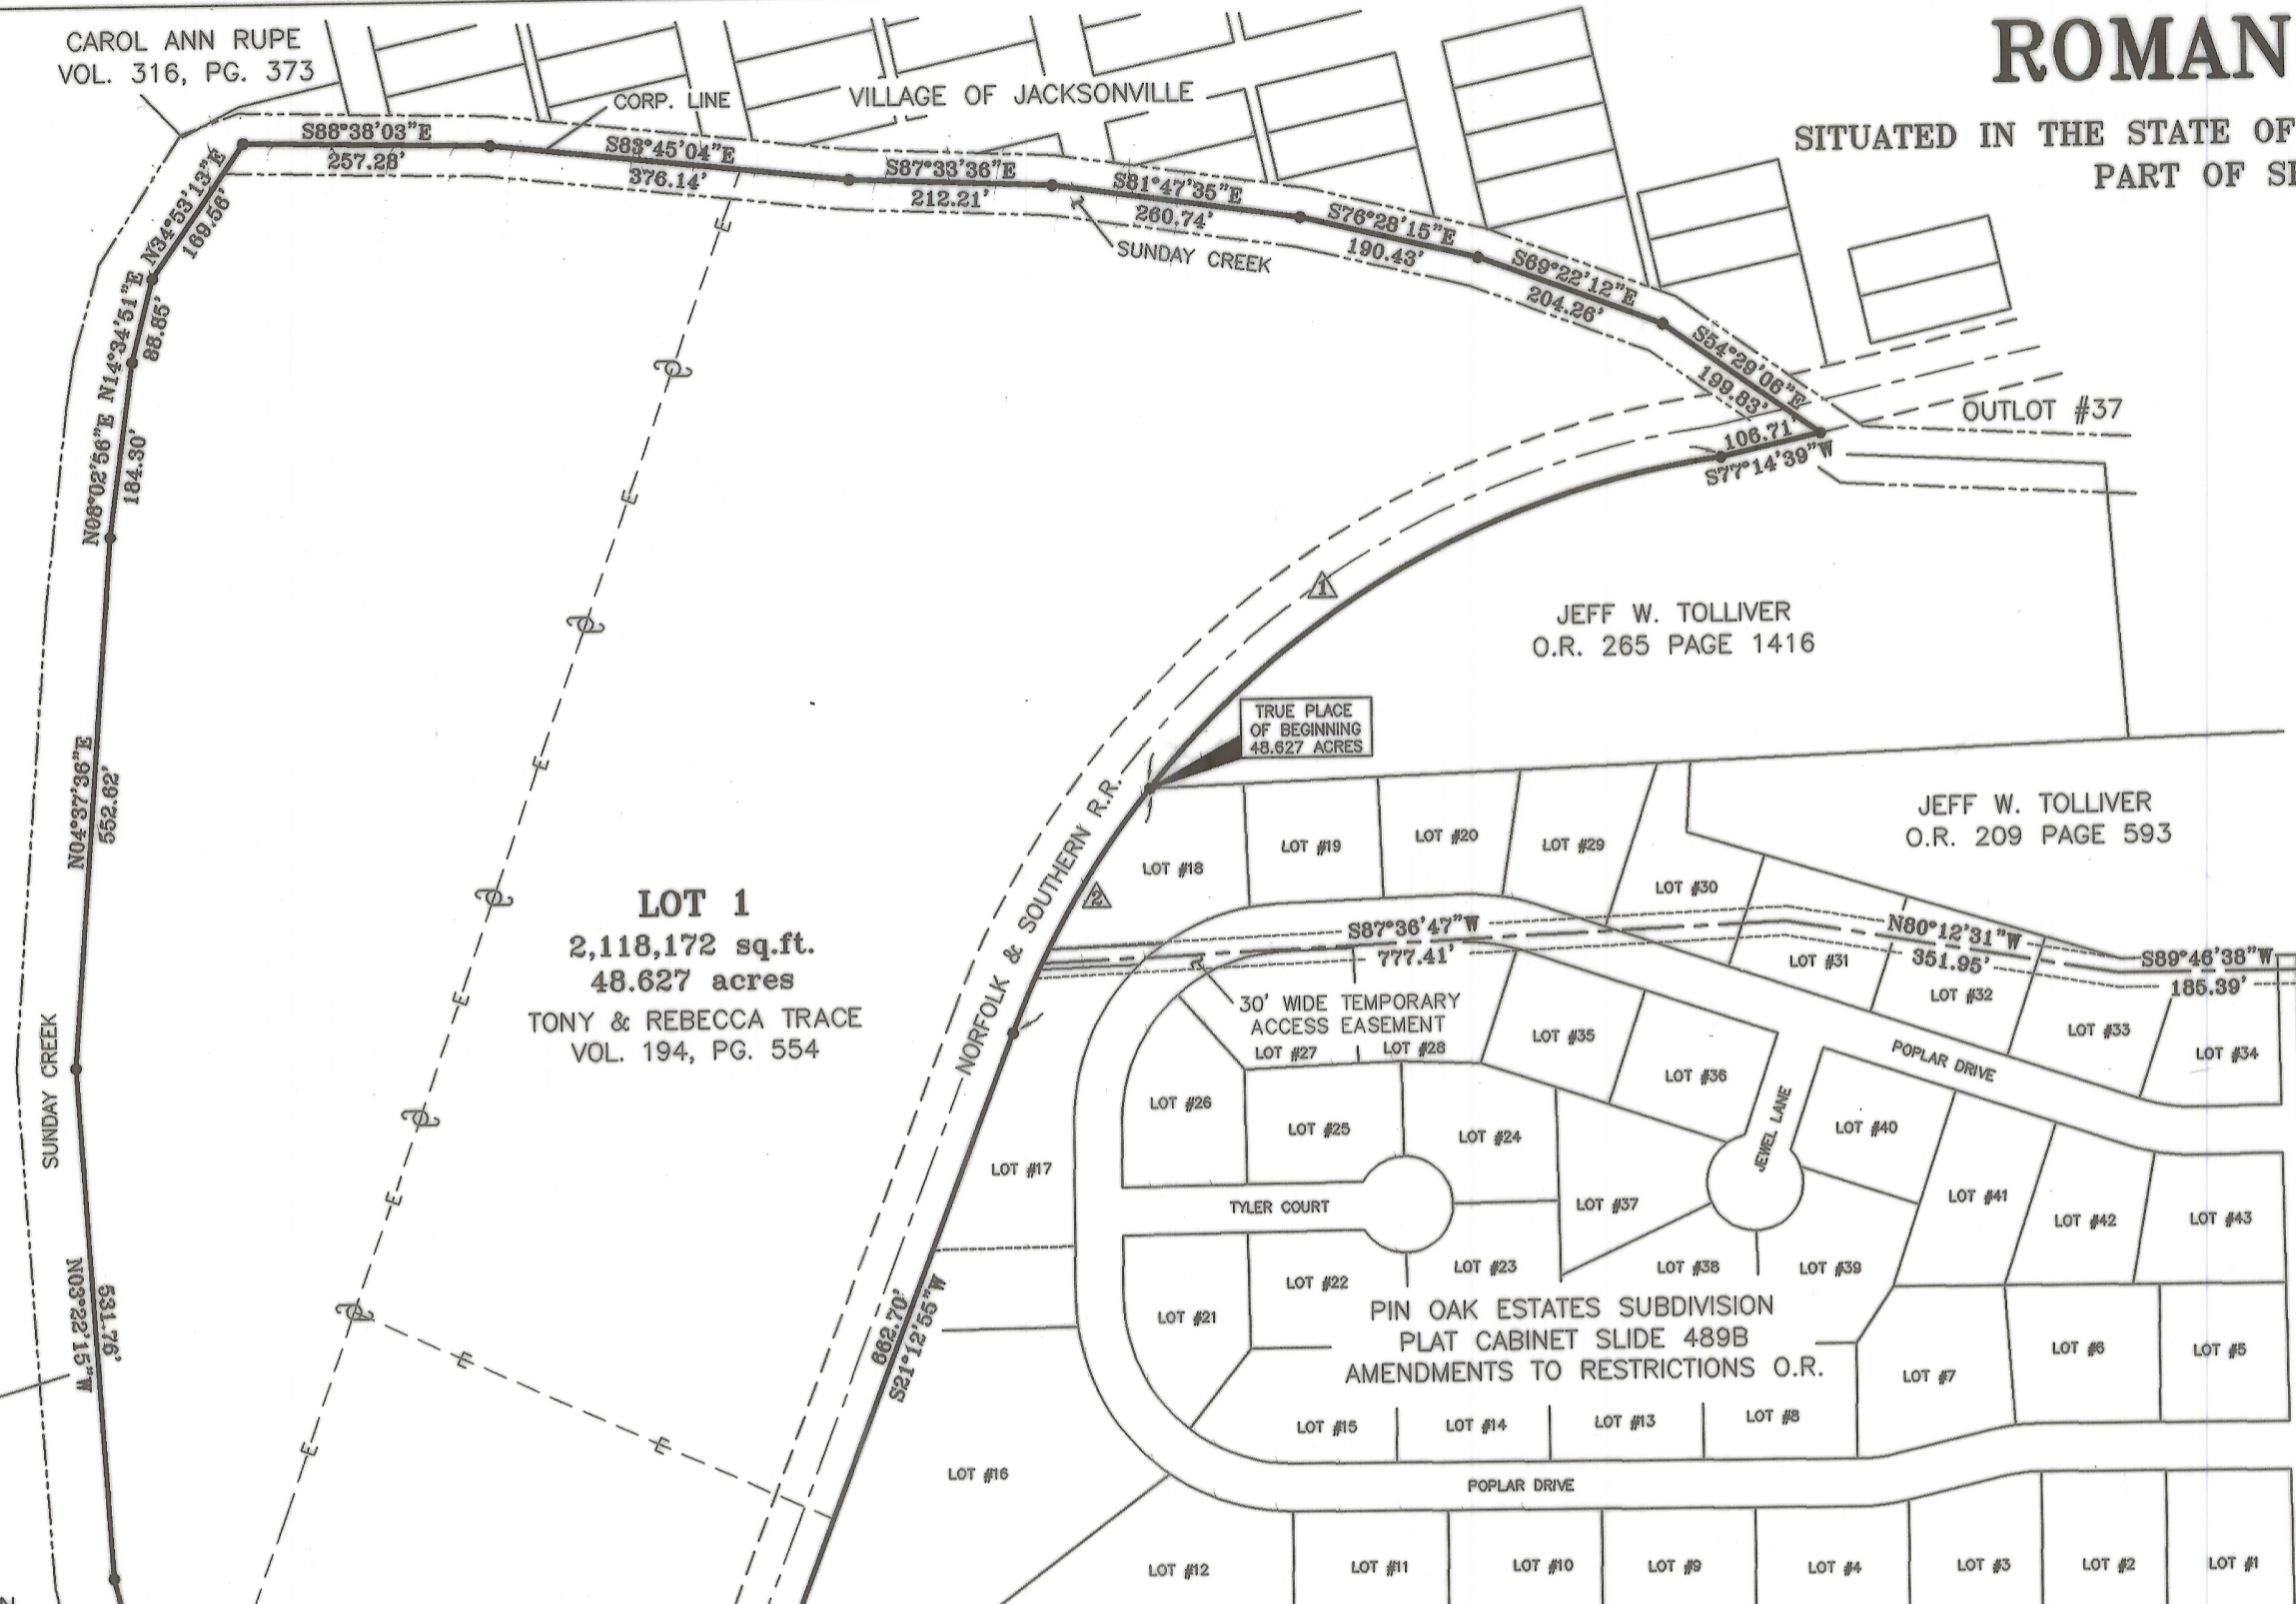 CAROL ANN RUPE
VOL. 316, PG. 373
CORP. LINE
VILLAGE OF JACKSONVILLE
ROMAN
SITUATED IN THE STATE OF
PART OF
S88°38'03"E
257.28'
S83°45'04"E
376.14'
S87°33'36"E
212.21'
S81°47'35"E
260.74'
SUNDAY CREEK
S76°28'15"E
190.43'
S69°22'12"E
204.26'
S54°29'06"E
199.83'
106.71'
S77°14'39"W
OUTLOT #37
N34°53'13"E
169.56'
N14°34'51"E
88.85'
N08°02'56"E
184.30'
N04°37'36"E
552.62'
SUNDAY CREEK
N03°22'15"W
531.76'
E
E
E
E
E
E
E
E
E
1
JEFF W. TOLLIVER
O.R. 265 PAGE 1416
TRUE PLACE
OF BEGINNING
48.627 ACRES
JEFF W. TOLLIVER
O.R. 209 PAGE 593
LOT 1
2,118,172 sq.ft.
48.627 acres
TONY & REBECCA TRACE
VOL. 194, PG. 554
NORFOLK & SOUTHERN R.R.
2
662.70'
S21°12'55"W
LOT #18
LOT #19
LOT #20
LOT #29
LOT #30
S87°36'47"W
777.41'
N80°12'31"W
351.95'
S89°46'38"W
185.39'
30' WIDE TEMPORARY
ACCESS EASEMENT
LOT #31
LOT #32
LOT #33
LOT #34
LOT #27
LOT #28
LOT #35
LOT #36
POPLAR DRIVE
JEWEL LANE
LOT #26
LOT #25
LOT #24
LOT #40
LOT #17
TYLER COURT
LOT #37
LOT #41
LOT #42
LOT #43
LOT #22
LOT #23
LOT #38
LOT #39
LOT #21
PIN OAK ESTATES SUBDIVISION
PLAT CABINET SLIDE 489B
AMENDMENTS TO RESTRICTIONS O.R.
LOT #7
LOT #6
LOT #5
LOT #15
LOT #14
LOT #13
LOT #8
LOT #16
POPLAR DRIVE
LOT #12
LOT #11
LOT #10
LOT #9
LOT #4
LOT #3
LOT #2
LOT #1